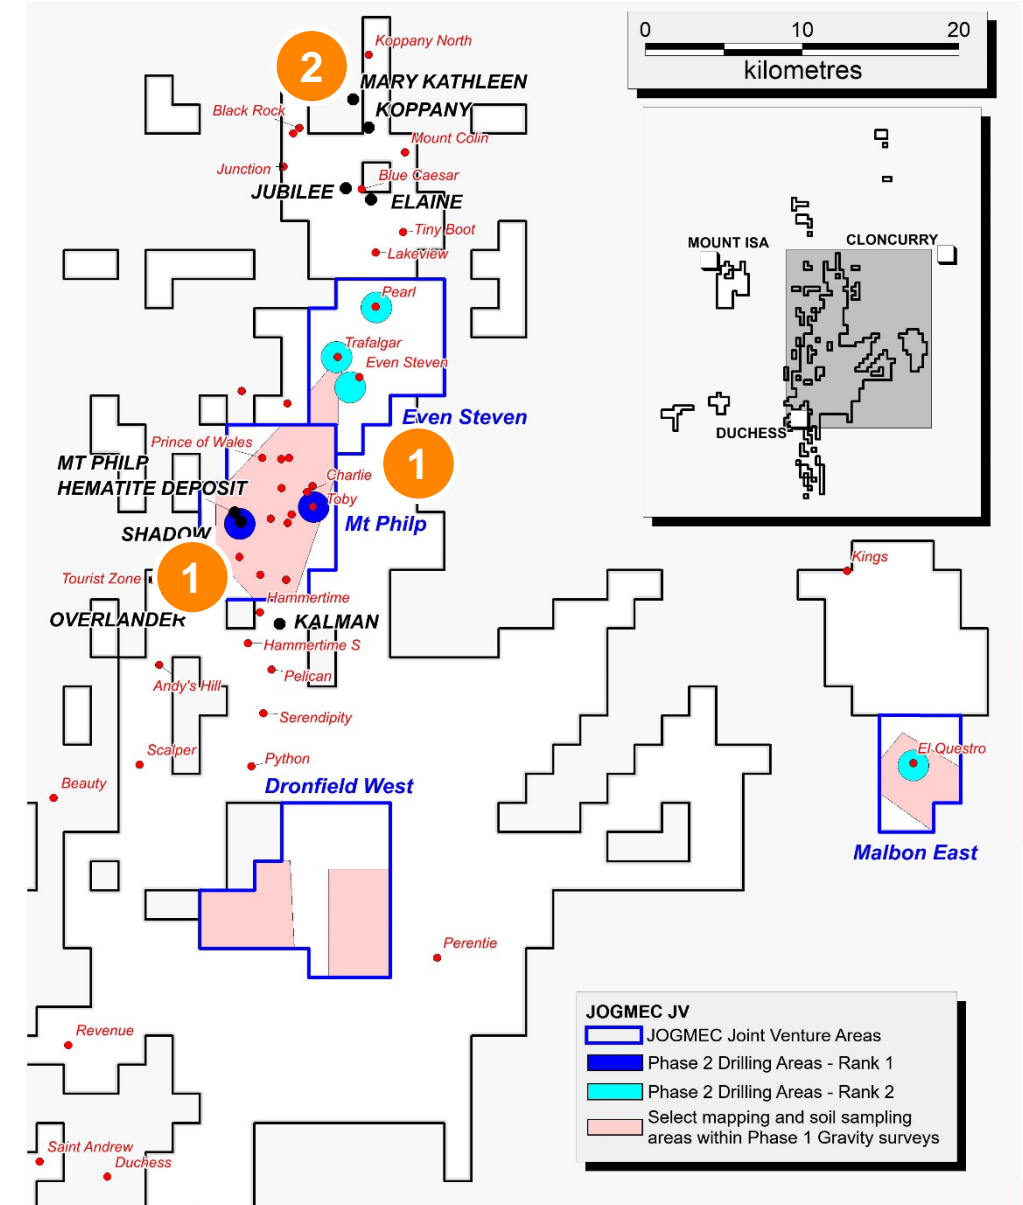 0 10 20
kilometres
Koppany North
2
MARY KATHLEEN
KOPPANY
Black Rock
Mount Colin
Junction
Blue Caesar
JUBILEE
ELAINE
Tiny Boot
Lakeview
MOUNT ISA
CLONCURRY
DUCHESS
Pearl
Trafalgar
Even Steven
Even Steven
Prince of Wales
1
MT PHILP
HEMATITE DEPOSIT
Charlie
Toby
Mt Philp
SHADOW
1
Tourist Zone
Kings
Hammertime
OVERLANDER
KALMAN
Hammertime S
Pelican
Andy's Hill
Serendipity
Scalper
Python
El Questro
Beauty
Dronfield West
Malbon East
Perentie
JOGMEC JV
JOGMEC Joint Venture Areas
Phase 2 Drilling Areas - Rank 1
Phase 2 Drilling Areas - Rank 2
Select mapping and soil sampling
areas within Phase 1 Gravity surveys
Revenue
Saint Andrew
Duchess